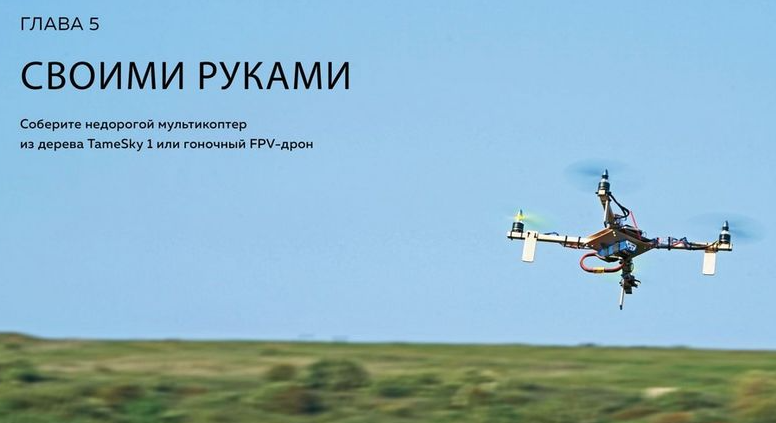 ГЛАВА 5
СВОИМИ РУКАМИ
Соберите недорогой мультикоптер
из дерева TameSky 1 или гоночный FPV-дрон